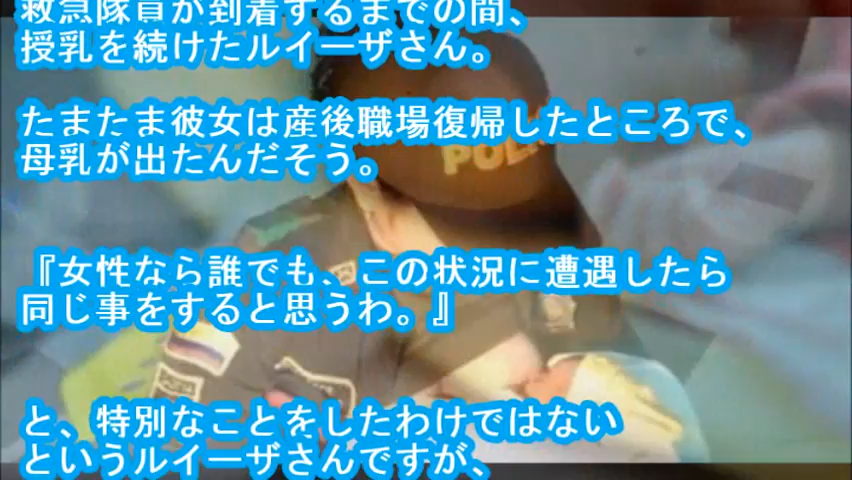 救急隊員が到着するまでの間、
授乳を続けたルイーザさん。
たまたま彼女は産後職場復帰したところで、
母乳が出たんだそう。
『女性なら誰でも、この状況に遭遇したら
同じ事をすると思うわ。』
と、特別なことをしたわけではない
というルイーザさんですが、